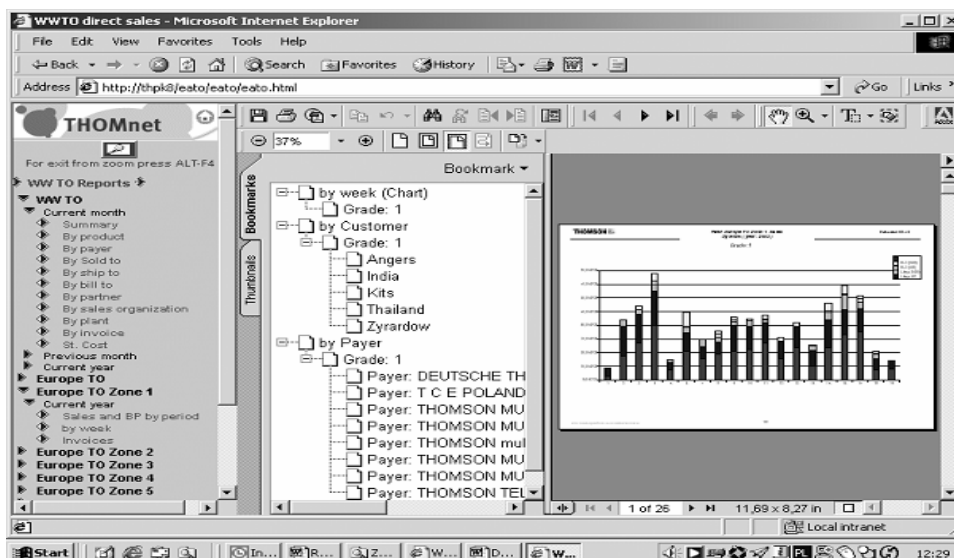 WWTO direct sales - Microsoft Internet Explorer
File Edit View Favorites Tools Help
Back Search Favorites History
Address http://thpk8/eato/eato/eato.html Go Links
THOMnet
For exit from zoom press ALT-F4
WW TO Reports
WW TO
Current month
Summary
By product
By payer
By Sold to
By ship to
By bill to
By partner
By sales organization
By plant
By invoice
St. Cost
Previous month
Current year
Europe TO
Europe TO Zone 1
Current year
Sales and BP by period
by week
Invoices
Europe TO Zone 2
Europe TO Zone 3
Europe TO Zone 4
Europe TO Zone 5
37%
Bookmarks
Thumbnails
Bookmark
by week (Chart)
Grade: 1
by Customer
Grade: 1
Angers
India
Kits
Thailand
Zyrardow
by Payer
Grade: 1
Payer: DEUTSCHE TH
Payer: T C E POLAND
Payer: THOMSON MU
Payer: THOMSON MU
Payer: THOMSON mul
Payer: THOMSON MU
Payer: THOMSON MU
Payer: THOMSON TEL
THOMSON
Grade: 1
1 of 26 11,69 x 8,27 in
Local intranet
Start In... R... Z... W... D... W... PL 12:29